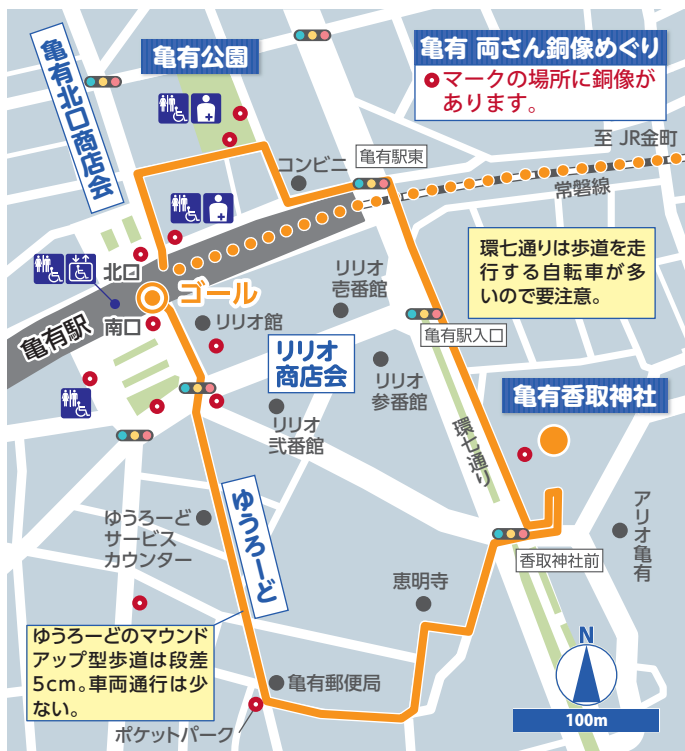 亀有 両さん銅像めぐり
マークの場所に銅像が
あります。
亀有公園
亀有北口商店会
コンビニ
亀有駅東
至 JR金町
常磐線
環七通りは歩道を走
行する自転車が多
いので要注意。
北口
ゴール
亀有駅
南口
リリオ館
リリオ
壱番館
亀有駅入口
リリオ
商店会
リリオ
参番館
リリオ
弐番館
亀有香取神社
環七通り
ゆうろーど
サービス
カウンター
ゆうろーど
アリオ亀有
香取神社前
恵明寺
ゆうろーどのマウンド
アップ型歩道は段差
5cm。車両通行は少
ない。
亀有郵便局
ポケットパーク
N
100m